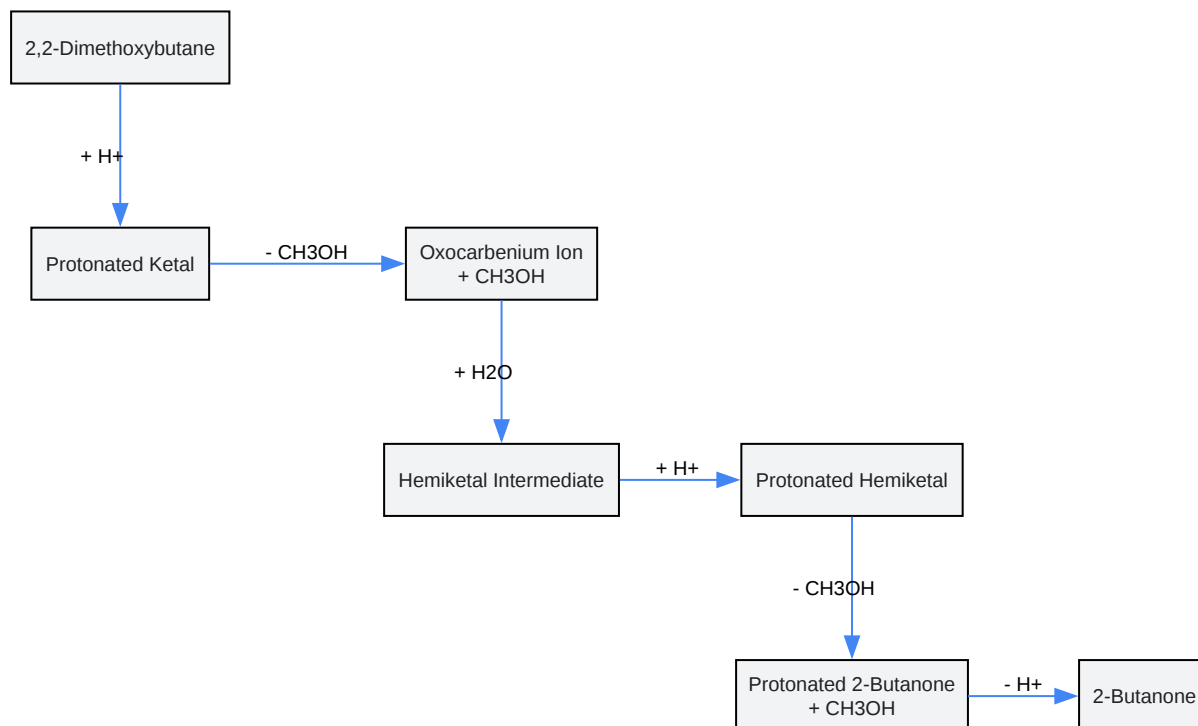 2,2-Dimethoxybutane
+ H+
Protonated Ketal
- CH3OH
Oxocarbenium Ion
+ CH3OH
+ H2O
Hemiketal Intermediate
+ H+
Protonated Hemiketal
- CH3OH
Protonated 2-Butanone
+ CH3OH
- H+
2-Butanone